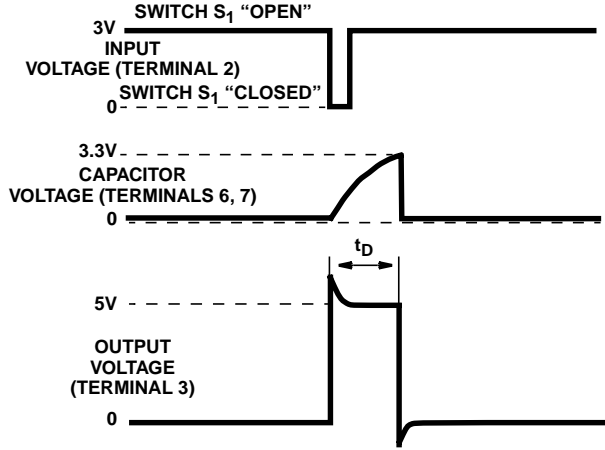 SWITCH S1 “OPEN”
3V
INPUT
VOLTAGE (TERMINAL 2)
SWITCH S1 “CLOSED”
0
3.3V
CAPACITOR
VOLTAGE (TERMINALS 6, 7)
0
tD
5V
OUTPUT
VOLTAGE
(TERMINAL 3)
0